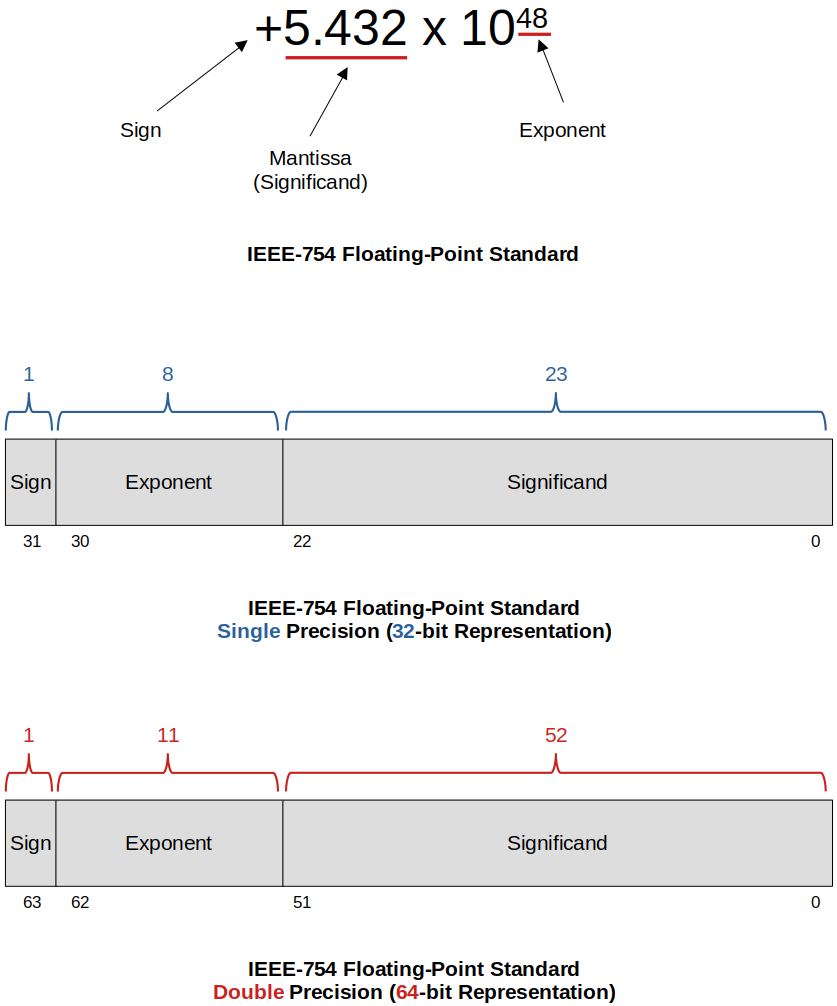 +5.432 x 10^48
Sign
Exponent
Mantissa
(Significand)
IEEE-754 Floating-Point Standard
1 8 23
Sign Exponent Significand
31 30 22 0
IEEE-754 Floating-Point Standard
Single Precision (32-bit Representation)
1 11 52
Sign Exponent Significand
63 62 51 0
IEEE-754 Floating-Point Standard
Double Precision (64-bit Representation)